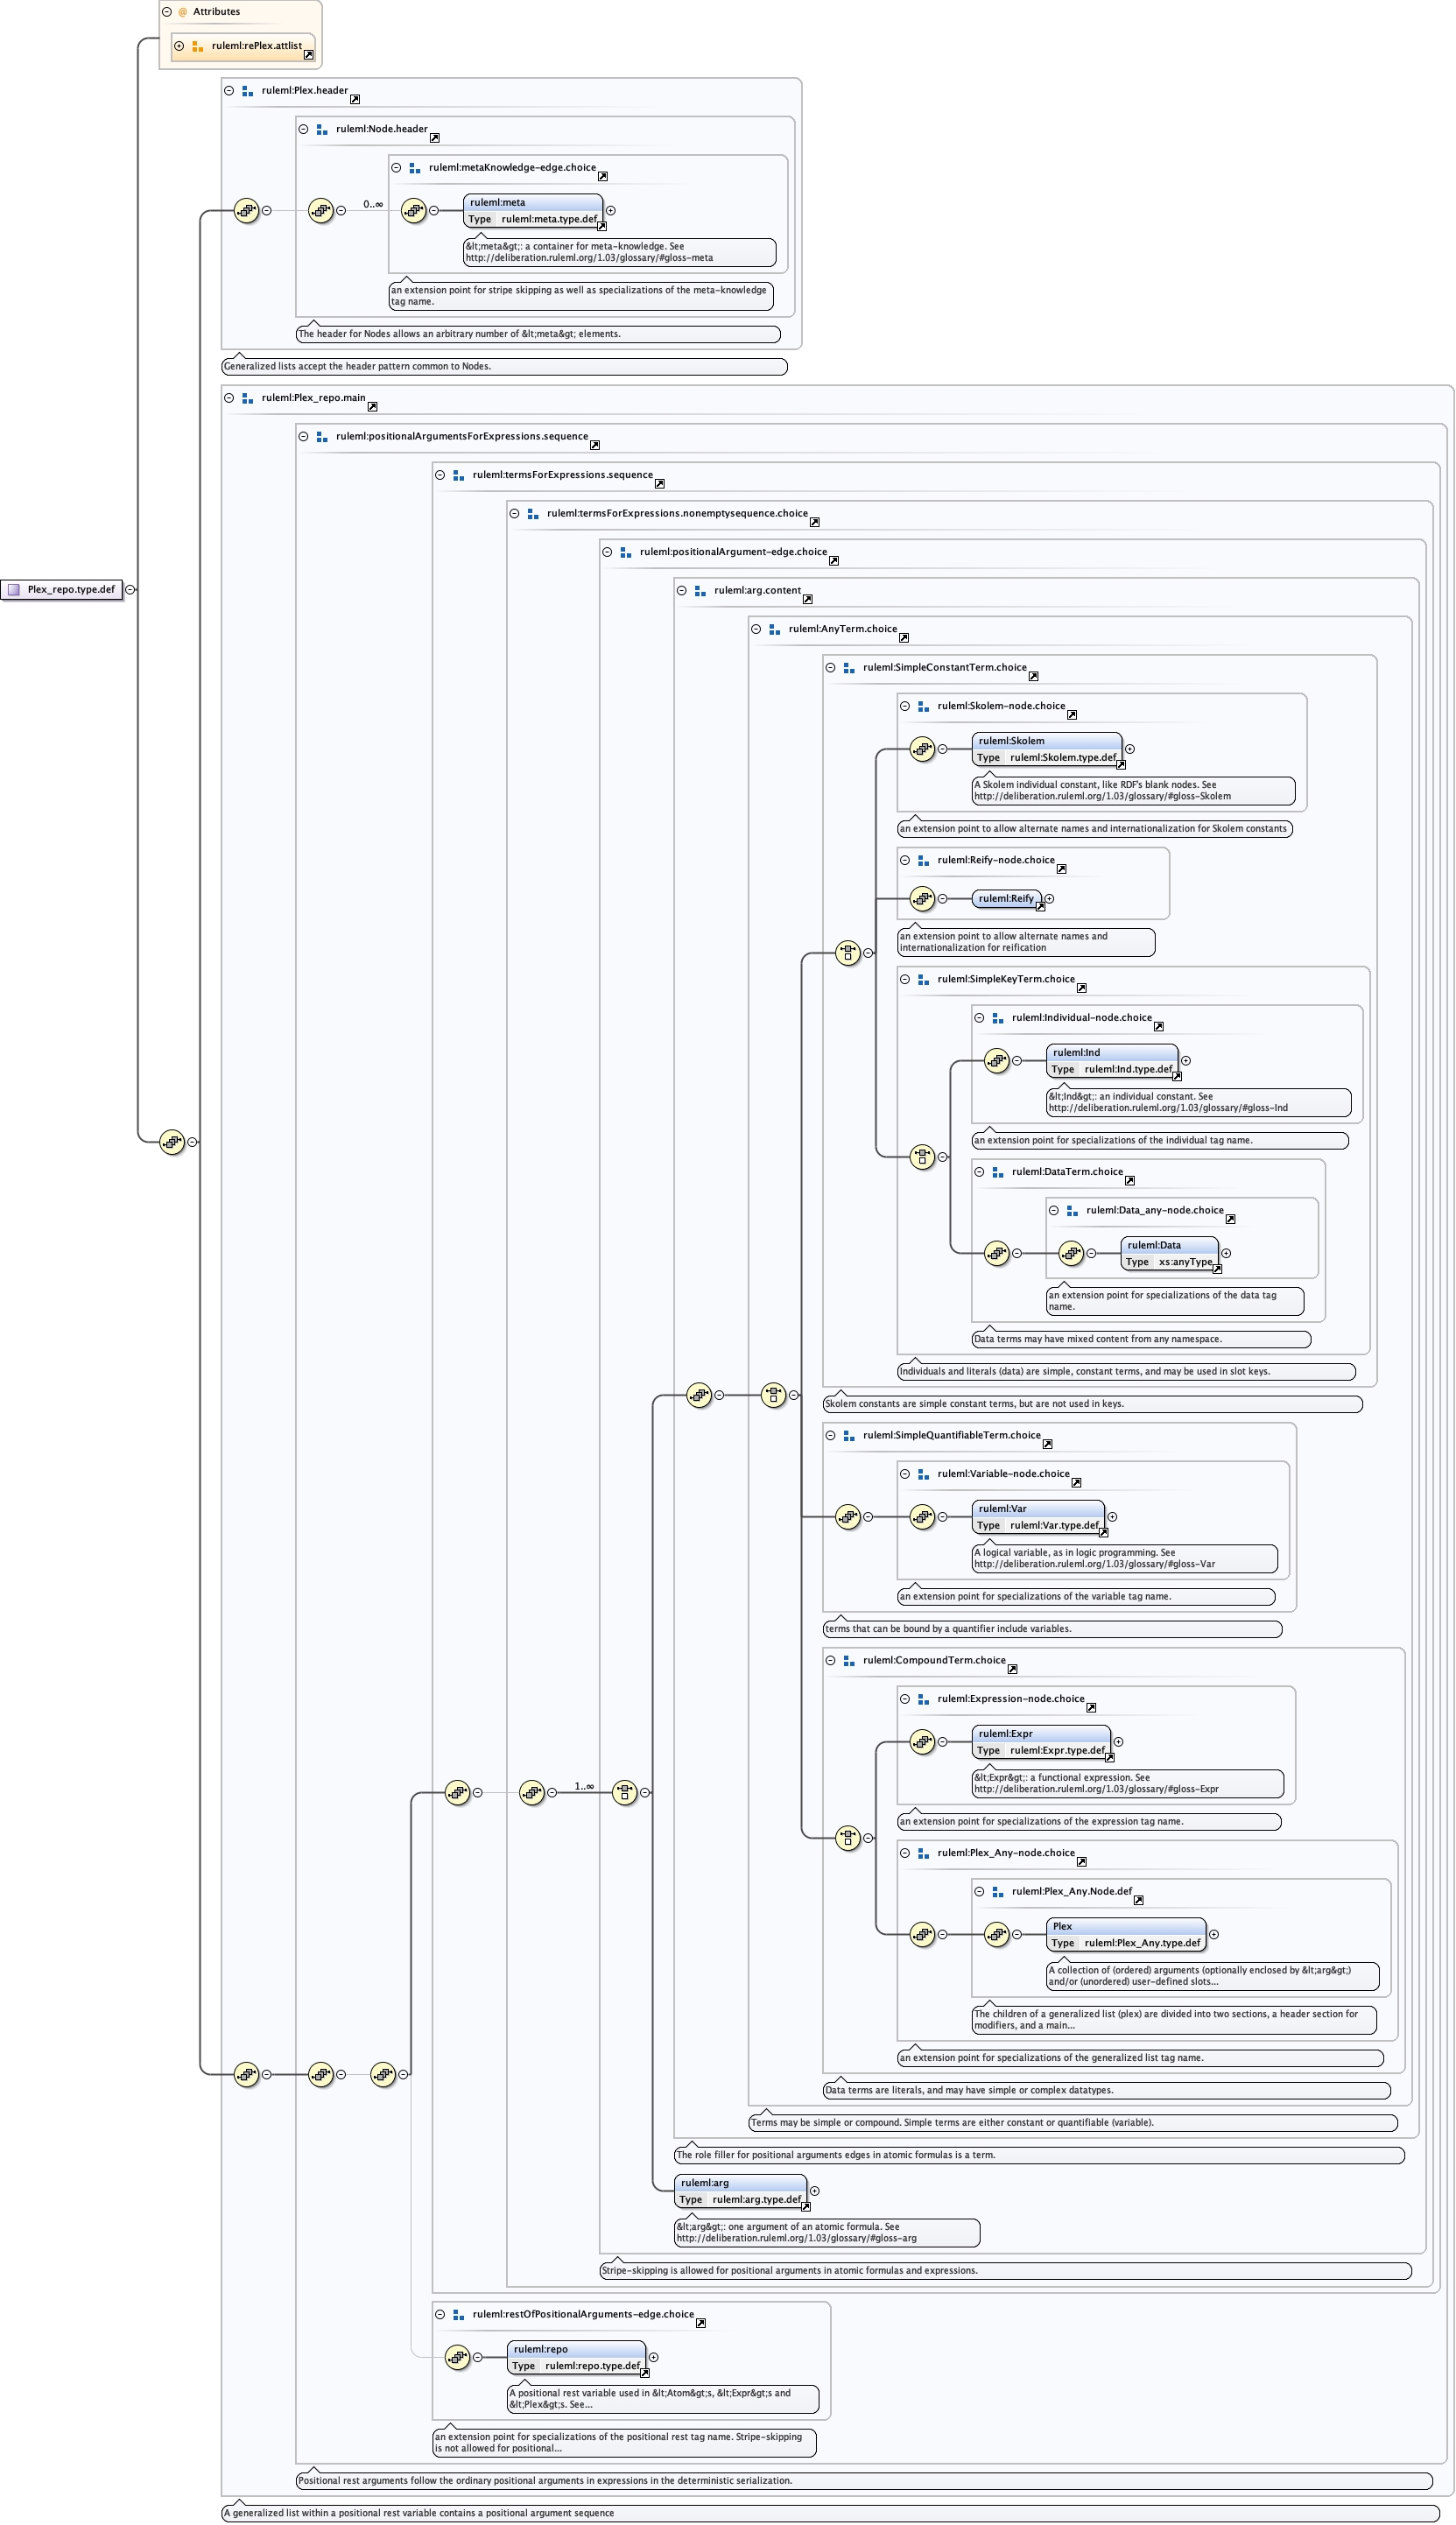 @ Attributes
ruleml:rePlex.attlist
ruleml:Plex.header
ruleml:Node.header
ruleml:metaKnowledge-edge.choice
0..∞
ruleml:meta
Type ruleml:meta.type.def
&lt;meta&gt;: a container for meta-knowledge. See
http://deliberation.ruleml.org/1.03/glossary/#gloss-meta
an extension point for stripe skipping as well as specializations of the meta-knowledge
tag name.
The header for Nodes allows an arbitrary number of &lt;meta&gt; elements.
Generalized lists accept the header pattern common to Nodes.
ruleml:Plex_repo.main
ruleml:positionalArgumentsForExpressions.sequence
ruleml:termsForExpressions.sequence
ruleml:termsForExpressions.nonemptysequence.choice
ruleml:positionalArgument-edge.choice
Plex_repo.type.def
ruleml:arg.content
ruleml:AnyTerm.choice
ruleml:SimpleConstantTerm.choice
ruleml:Skolem-node.choice
ruleml:Skolem
Type ruleml:Skolem.type.def
A Skolem individual constant, like RDF's blank nodes. See
http://deliberation.ruleml.org/1.03/glossary/#gloss-Skolem
an extension point to allow alternate names and internationalization for Skolem constants
ruleml:Reify-node.choice
ruleml:Reify
an extension point to allow alternate names and
internationalization for reification
ruleml:SimpleKeyTerm.choice
ruleml:Individual-node.choice
ruleml:Ind
Type ruleml:Ind.type.def
&lt;Ind&gt;: an individual constant. See
http://deliberation.ruleml.org/1.03/glossary/#gloss-Ind
an extension point for specializations of the individual tag name.
ruleml:DataTerm.choice
ruleml:Data_any-node.choice
ruleml:Data
Type xs:anyType
an extension point for specializations of the data tag
name.
Data terms may have mixed content from any namespace.
Individuals and literals (data) are simple, constant terms, and may be used in slot keys.
Skolem constants are simple constant terms, but are not used in keys.
ruleml:SimpleQuantifiableTerm.choice
ruleml:Variable-node.choice
ruleml:Var
Type ruleml:Var.type.def
A logical variable, as in logic programming. See
http://deliberation.ruleml.org/1.03/glossary/#gloss-Var
an extension point for specializations of the variable tag name.
terms that can be bound by a quantifier include variables.
ruleml:CompoundTerm.choice
ruleml:Expression-node.choice
ruleml:Expr
Type ruleml:Expr.type.def
&lt;Expr&gt;: a functional expression. See
http://deliberation.ruleml.org/1.03/glossary/#gloss-Expr
1..∞
an extension point for specializations of the expression tag name.
ruleml:Plex_Any-node.choice
ruleml:Plex_Any.Node.def
Plex
Type ruleml:Plex_Any.type.def
A collection of (ordered) arguments (optionally enclosed by &lt;arg&gt;)
and/or (unordered) user-defined slots...
The children of a generalized list (plex) are divided into two sections, a header section for
modifiers, and a main...
an extension point for specializations of the generalized list tag name.
Data terms are literals, and may have simple or complex datatypes.
Terms may be simple or compound. Simple terms are either constant or quantifiable (variable).
The role filler for positional arguments edges in atomic formulas is a term.
ruleml:arg
Type ruleml:arg.type.def
&lt;arg&gt;: one argument of an atomic formula. See
http://deliberation.ruleml.org/1.03/glossary/#gloss-arg
Stripe-skipping is allowed for positional arguments in atomic formulas and expressions.
ruleml:restOfPositionalArguments-edge.choice
ruleml:repo
Type ruleml:repo.type.def
A positional rest variable used in &lt;Atom&gt;s, &lt;Expr&gt;s and
&lt;Plex&gt;s. See...
an extension point for specializations of the positional rest tag name. Stripe-skipping
is not allowed for positional...
Positional rest arguments follow the ordinary positional arguments in expressions in the deterministic serialization.
A generalized list within a positional rest variable contains a positional argument sequence